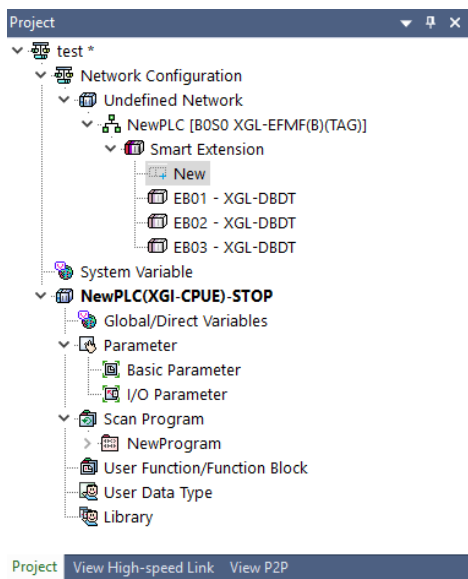 Project
test *
Network Configuration
Undefined Network
NewPLC [B0S0 XGL-EFMF(B)(TAG)]
Smart Extension
New
EB01 - XGL-DBDT
EB02 - XGL-DBDT
EB03 - XGL-DBDT
System Variable
NewPLC(XGI-CPUE)-STOP
Global/Direct Variables
Parameter
Basic Parameter
I/O Parameter
Scan Program
NewProgram
User Function/Function Block
User Data Type
Library
Project View High-speed Link View P2P